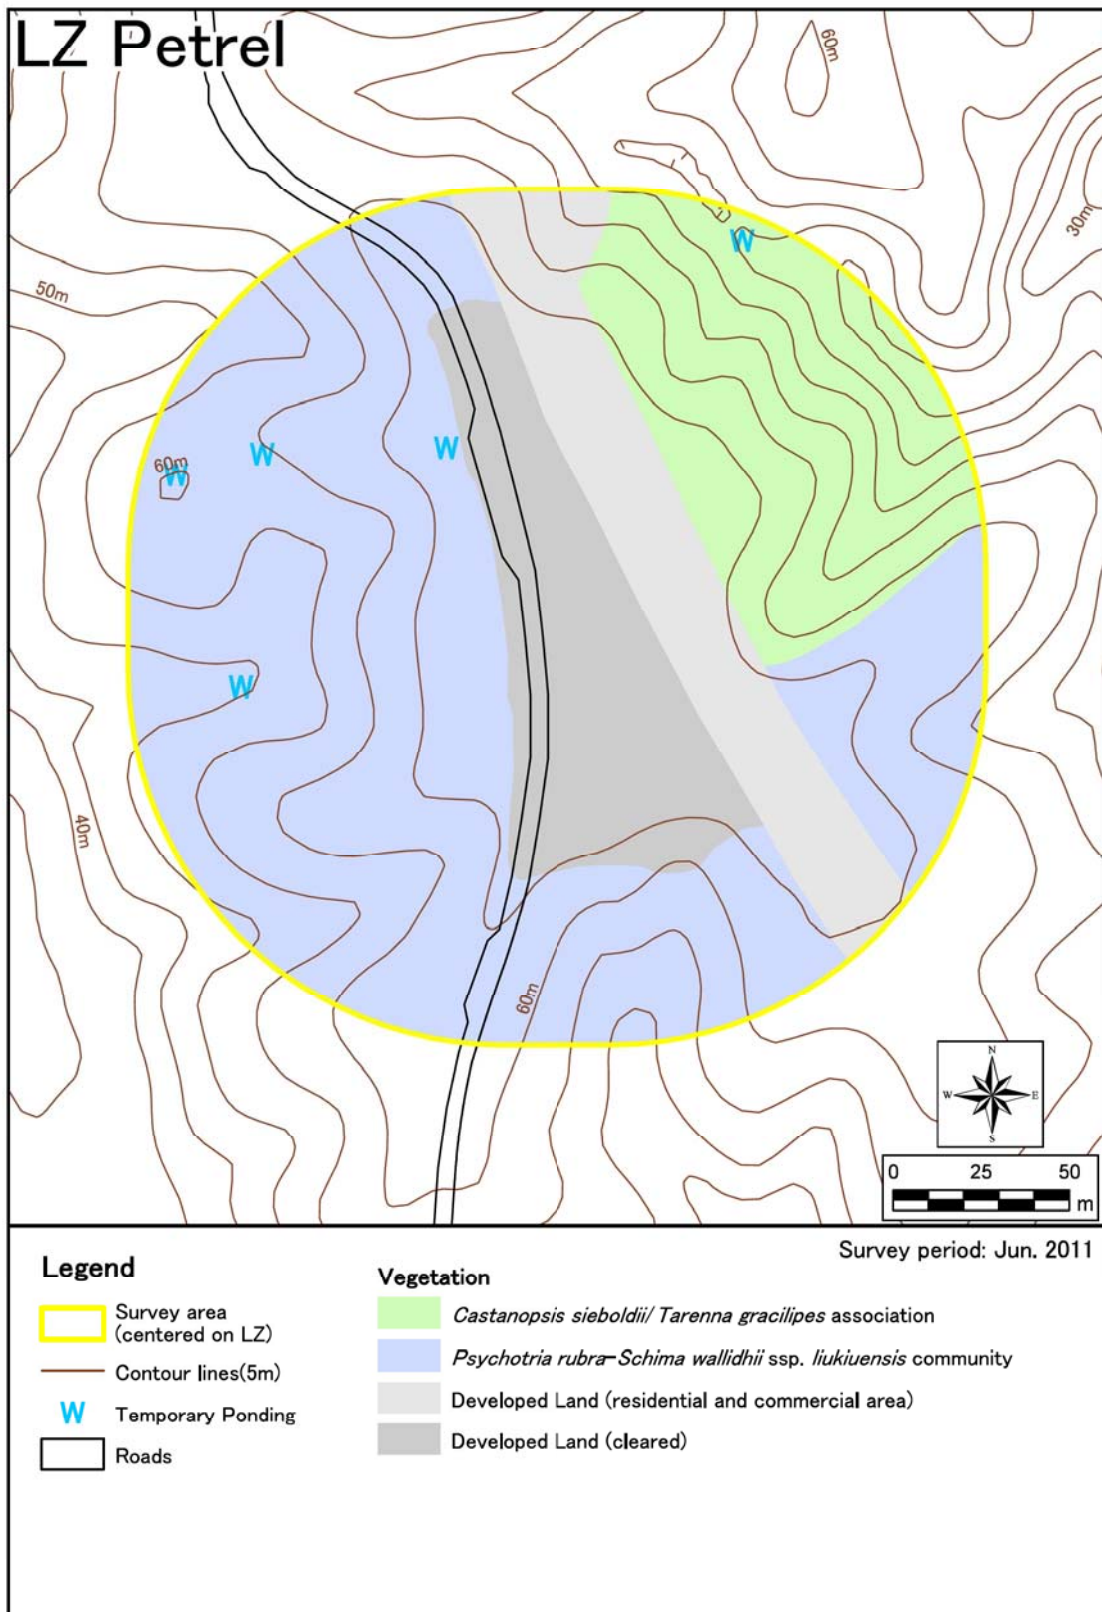 LZ Petrel
60m
30m
50m
W
W
W
60m
W
W
40m
60m
N
W E
S
0 25 50
m
Survey period: Jun. 2011
Legend
Survey area
(centered on LZ)
Contour lines(5m)
W Temporary Ponding
Roads
Vegetation
Castanopsis sieboldii/ Tarenna gracilipes association
Psychotria rubra-Schima wallidhii ssp. liukiuensis community
Developed Land (residential and commercial area)
Developed Land (cleared)